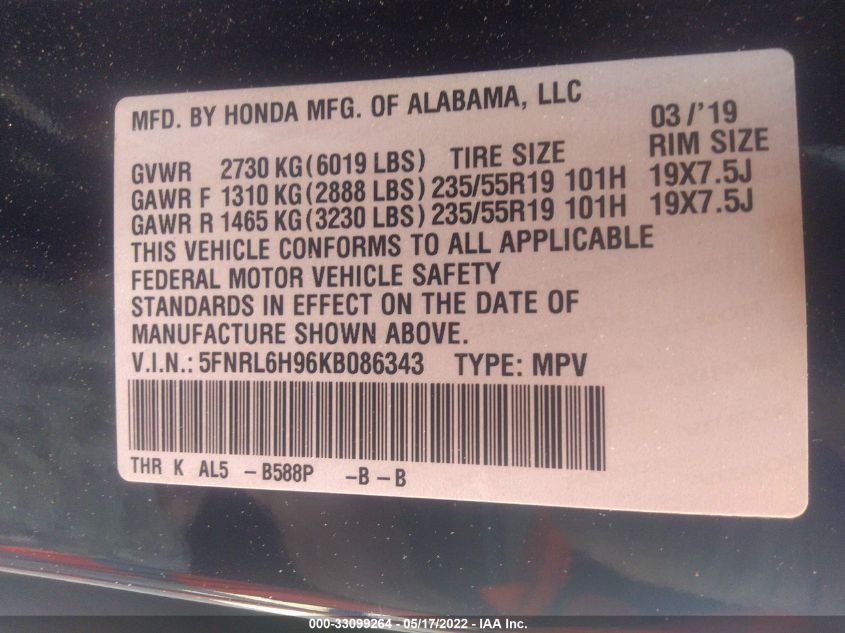 MFD. BY HONDA MFG. OF ALABAMA, LLC 03/'19
GVWR 2730 KG(6019 LBS) TIRE SIZE RIM SIZE
GAWR F 1310 KG(2888 LBS) 235/55R19 101H 19X7.5J
GAWR R 1465 KG(3230 LBS) 235/55R19 101H 19X7.5J
THIS VEHICLE CONFORMS TO ALL APPLICABLE
FEDERAL MOTOR VEHICLE SAFETY
STANDARDS IN EFFECT ON THE DATE OF
MANUFACTURE SHOWN ABOVE.
V.I.N.: 5FNRL6H96KB086343 TYPE: MPV
THR K AL5 -B588P -B-B
000-33099264 - 05/17/2022 - IAA Inc.